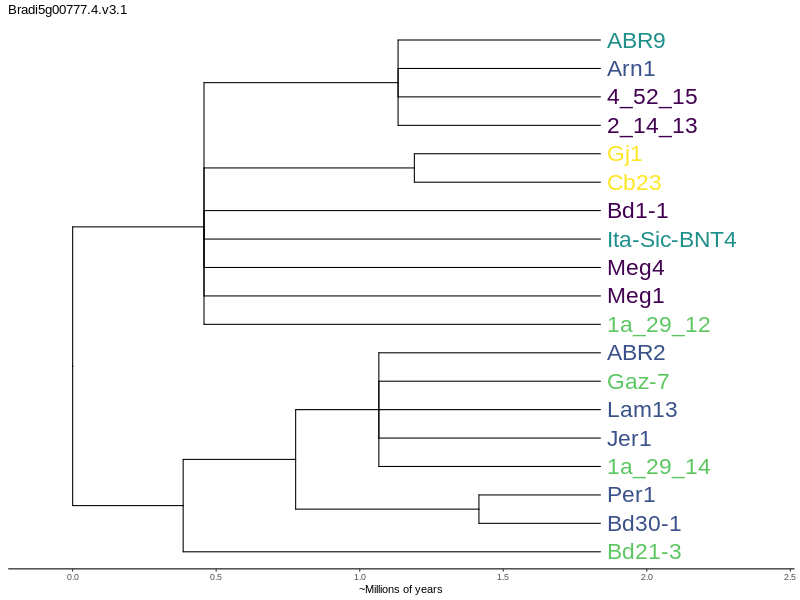 Bradi5g00777.4.v3.1
ABR9
Arn1
4_52_15
2_14_13
Gj1
Cb23
Bd1-1
Ita-Sic-BNT4
Meg4
Meg1
1a_29_12
ABR2
Gaz-7
Lam13
Jer1
1a_29_14
Per1
Bd30-1
Bd21-3
0.0 0.5 1.0 1.5 2.0 2.5
~Millions of years